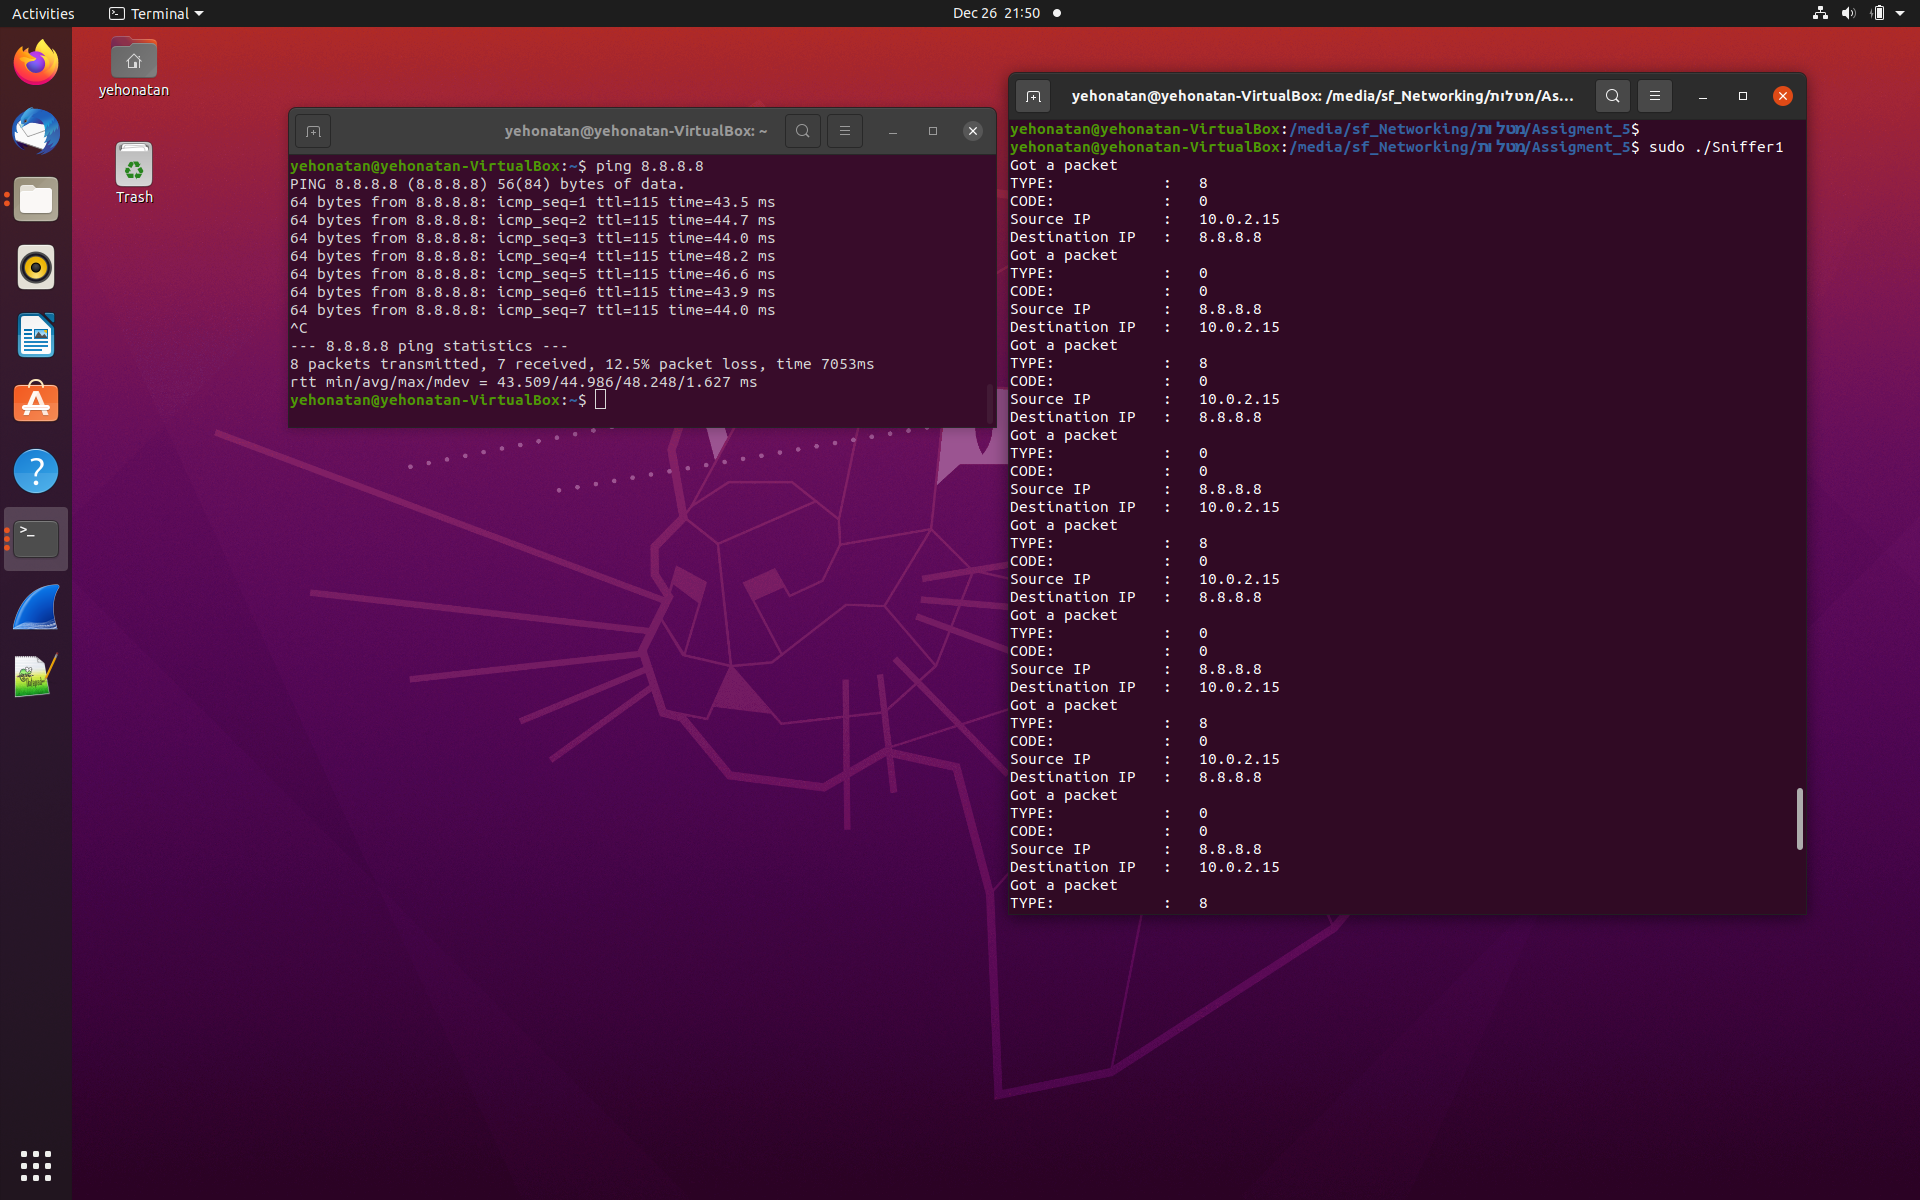 Activities
Terminal
Dec 26 21:50
yehonatan
Trash
yehonatan@yehonatan-VirtualBox: ~
yehonatan@yehonatan-VirtualBox:~$ ping 8.8.8.8
PING 8.8.8.8 (8.8.8.8) 56(84) bytes of data.
64 bytes from 8.8.8.8: icmp_seq=1 ttl=115 time=43.5 ms
64 bytes from 8.8.8.8: icmp_seq=2 ttl=115 time=44.7 ms
64 bytes from 8.8.8.8: icmp_seq=3 ttl=115 time=44.0 ms
64 bytes from 8.8.8.8: icmp_seq=4 ttl=115 time=48.2 ms
64 bytes from 8.8.8.8: icmp_seq=5 ttl=115 time=46.6 ms
64 bytes from 8.8.8.8: icmp_seq=6 ttl=115 time=43.9 ms
64 bytes from 8.8.8.8: icmp_seq=7 ttl=115 time=44.0 ms
^C
--- 8.8.8.8 ping statistics ---
8 packets transmitted, 7 received, 12.5% packet loss, time 7053ms
rtt min/avg/max/mdev = 43.509/44.986/48.248/1.627 ms
yehonatan@yehonatan-VirtualBox:~$
yehonatan@yehonatan-VirtualBox: /media/sf_Networking/מטלות/As...
yehonatan@yehonatan-VirtualBox:/media/sf_Networking/מטלות/Assigment_5$
yehonatan@yehonatan-VirtualBox:/media/sf_Networking/מטלות/Assigment_5$ sudo ./Sniffer1
Got a packet
TYPE: : 8
CODE: : 0
Source IP : 10.0.2.15
Destination IP : 8.8.8.8
Got a packet
TYPE: : 0
CODE: : 0
Source IP : 8.8.8.8
Destination IP : 10.0.2.15
Got a packet
TYPE: : 8
CODE: : 0
Source IP : 10.0.2.15
Destination IP : 8.8.8.8
Got a packet
TYPE: : 0
CODE: : 0
Source IP : 8.8.8.8
Destination IP : 10.0.2.15
Got a packet
TYPE: : 8
CODE: : 0
Source IP : 10.0.2.15
Destination IP : 8.8.8.8
Got a packet
TYPE: : 0
CODE: : 0
Source IP : 8.8.8.8
Destination IP : 10.0.2.15
Got a packet
TYPE: : 8
CODE: : 0
Source IP : 10.0.2.15
Destination IP : 8.8.8.8
Got a packet
TYPE: : 0
CODE: : 0
Source IP : 8.8.8.8
Destination IP : 10.0.2.15
Got a packet
TYPE: : 8